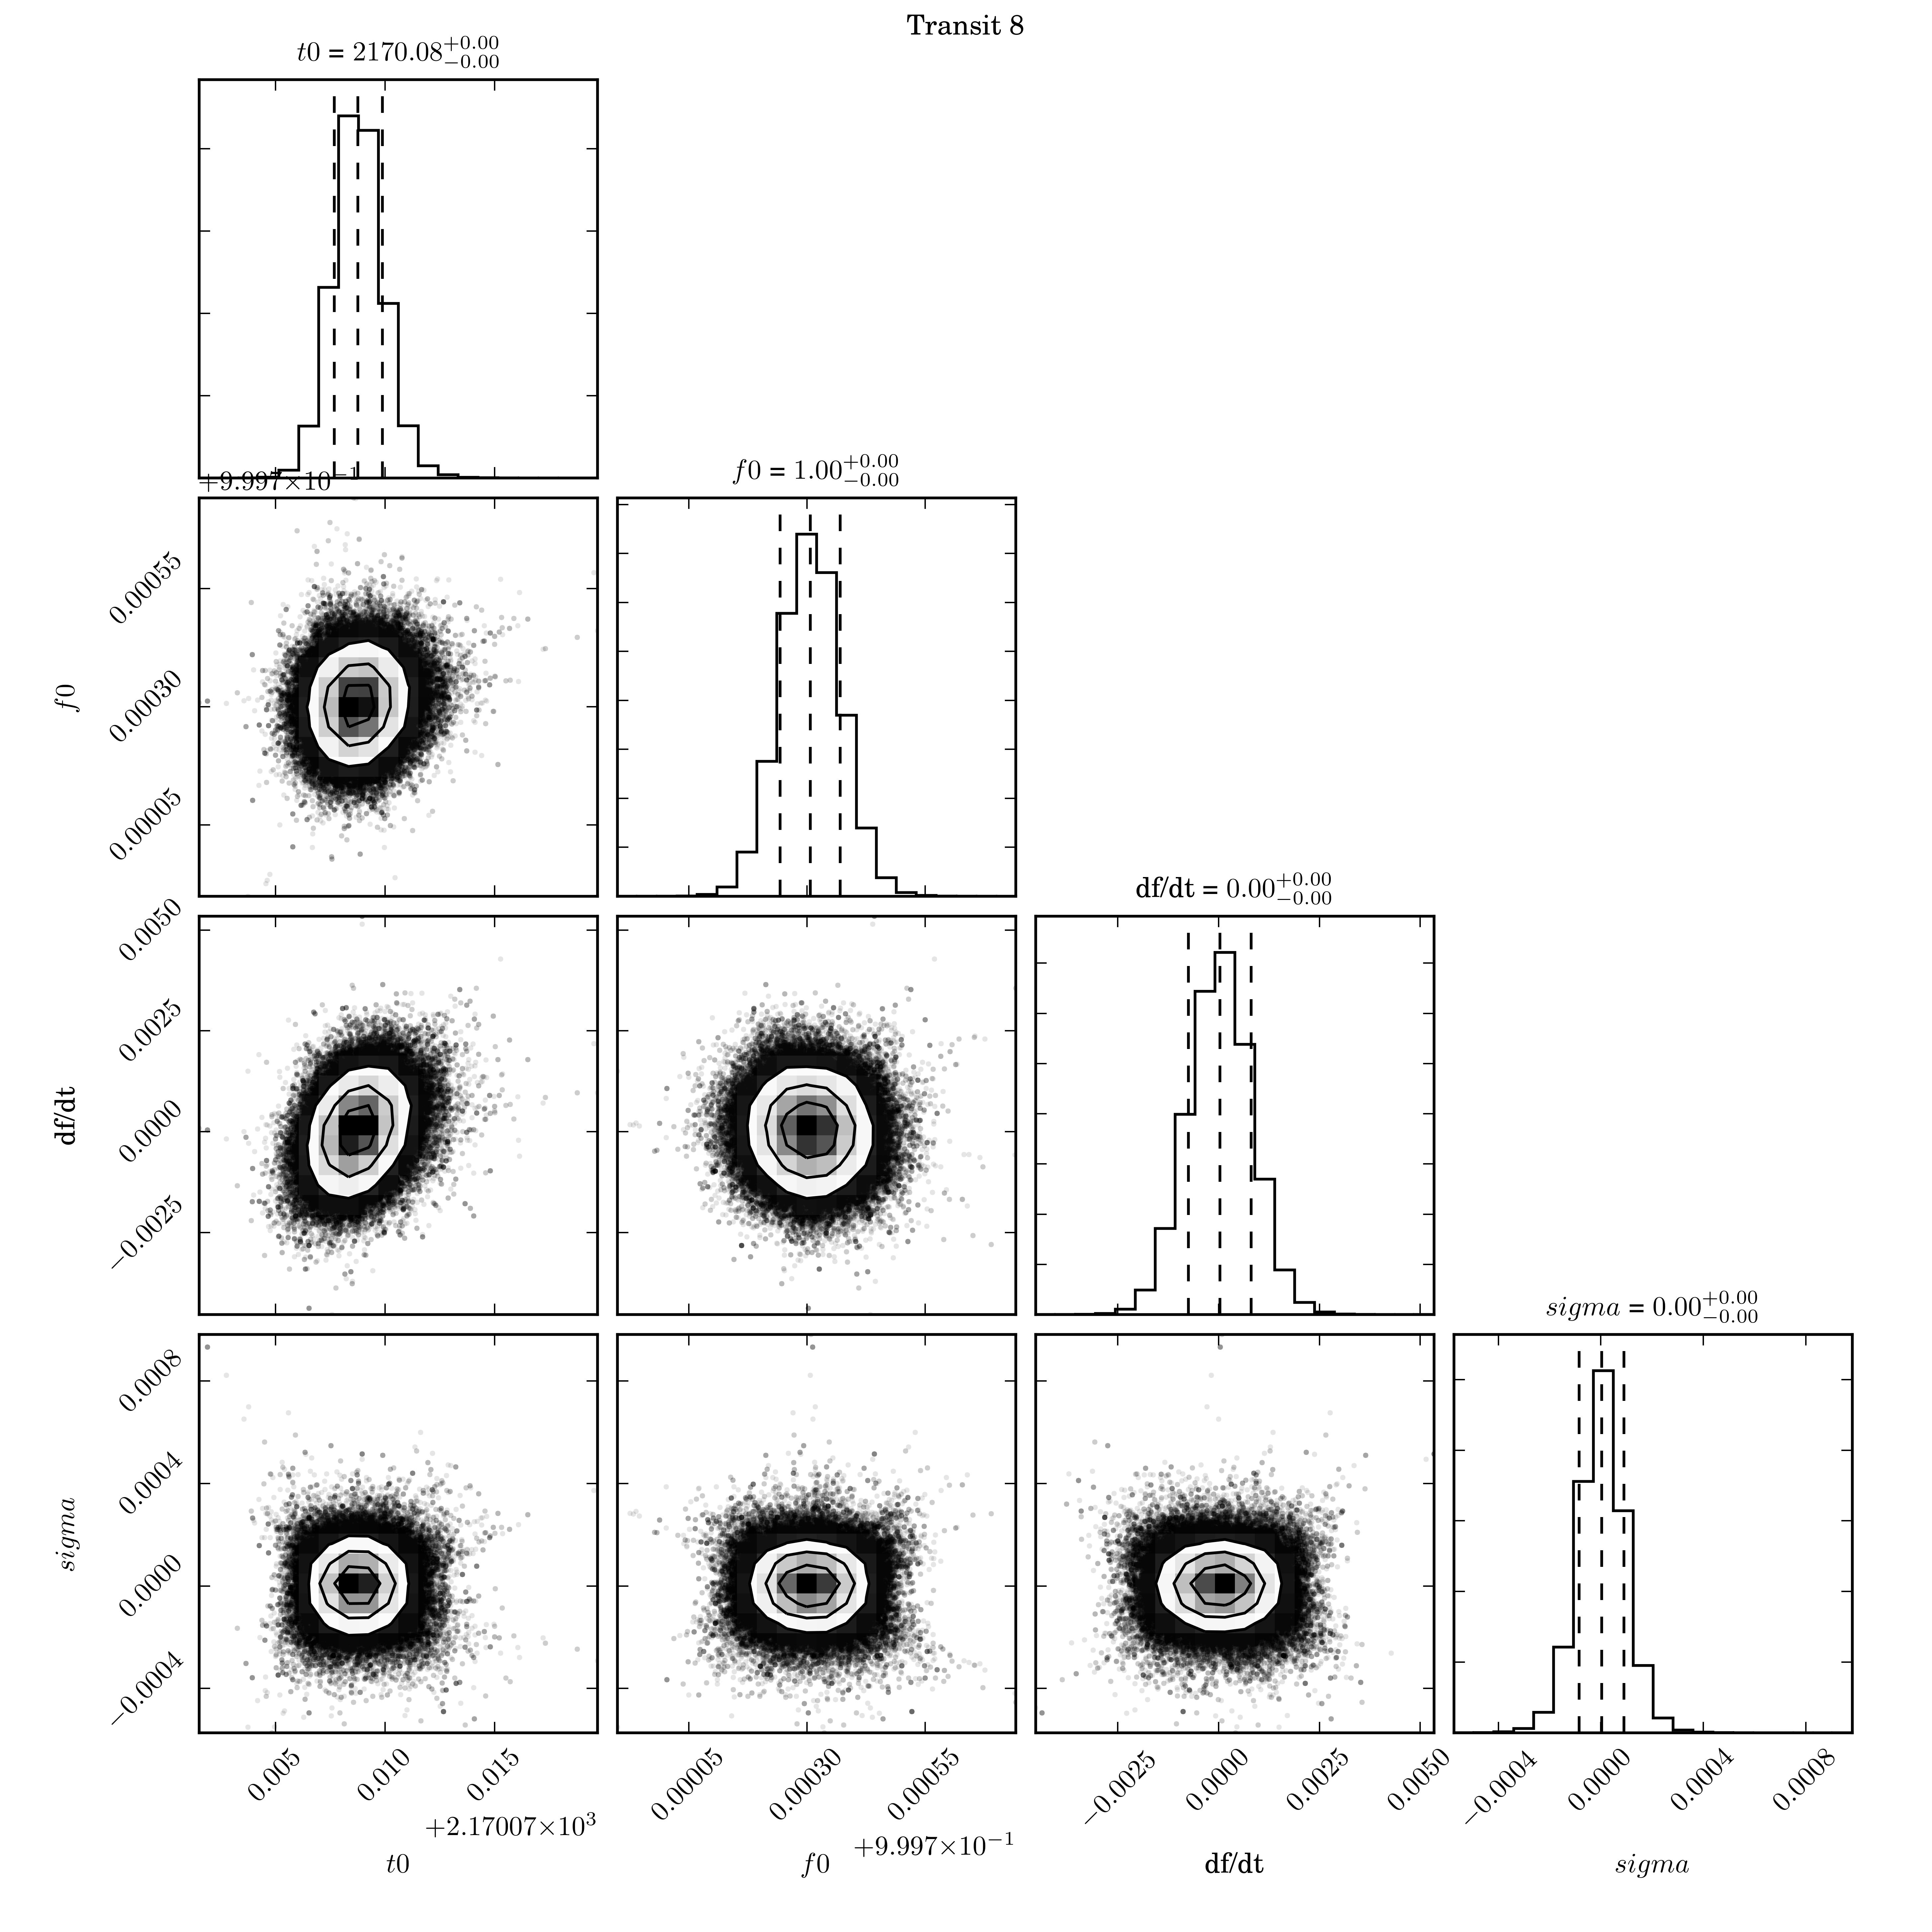 Transit 8
t0 = 2170.08+0.00−0.00
+9.997×10−1
f0 = 1.00+0.00−0.00
0.00055
0.00030
0.00005
f0
df/dt = 0.00+0.00−0.00
0.0050
0.0025
0.0000
−0.0025
df/dt
sigma = 0.00+0.00−0.00
0.0008
0.0004
0.0000
−0.0004
sigma
0.005 0.010 0.015 0.00005 0.00030 0.00055 −0.0025 0.0000 0.0025 0.0050 −0.0004 0.0000 0.0004 0.0008
+2.17007×10³ +9.997×10−1
t0 f0 df/dt sigma